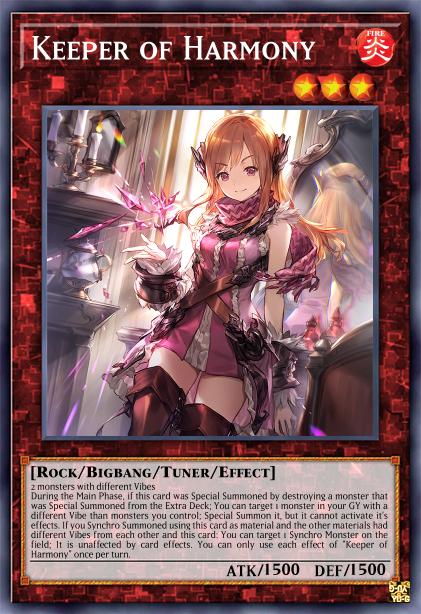 Keeper of Harmony
FIRE
炎
[Rock/Bigbang/Tuner/Effect]
2 monsters with different Vibes
During the Main Phase, if this card was Special Summoned by destroying a monster that
was Special Summoned from the Extra Deck; You can target 1 monster in your GY with
a different Vibe than monsters you control; Special Summon it, but it cannot activate it's
effects. If you Synchro Summoned using this card as material and the other materials had
different Vibes from each other and this card: You can target 1 Synchro Monster on the
field; It is unaffected by card effects. You can only use each effect of "Keeper of
Harmony" once per turn.
ATK/1500 DEF/1500